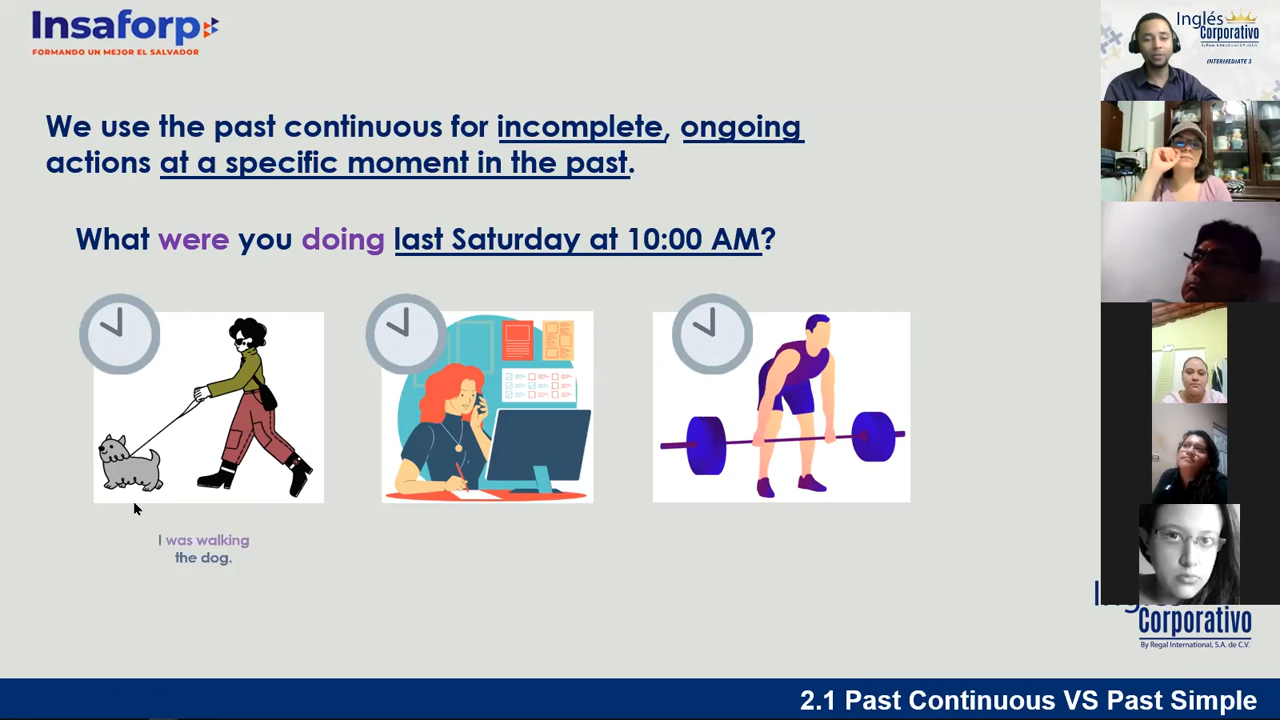 Insaforp
FORMANDO UN MEJOR EL SALVADOR
Inglés
Corporativo
By Regal International, S.A. de C.V.
INTERMEDIATE 3
We use the past continuous for incomplete, ongoing
actions at a specific moment in the past.
What were you doing last Saturday at 10:00 AM?
I was walking
the dog.
Corporativo
By Regal International, S.A. de C.V.
2.1 Past Continuous VS Past Simple